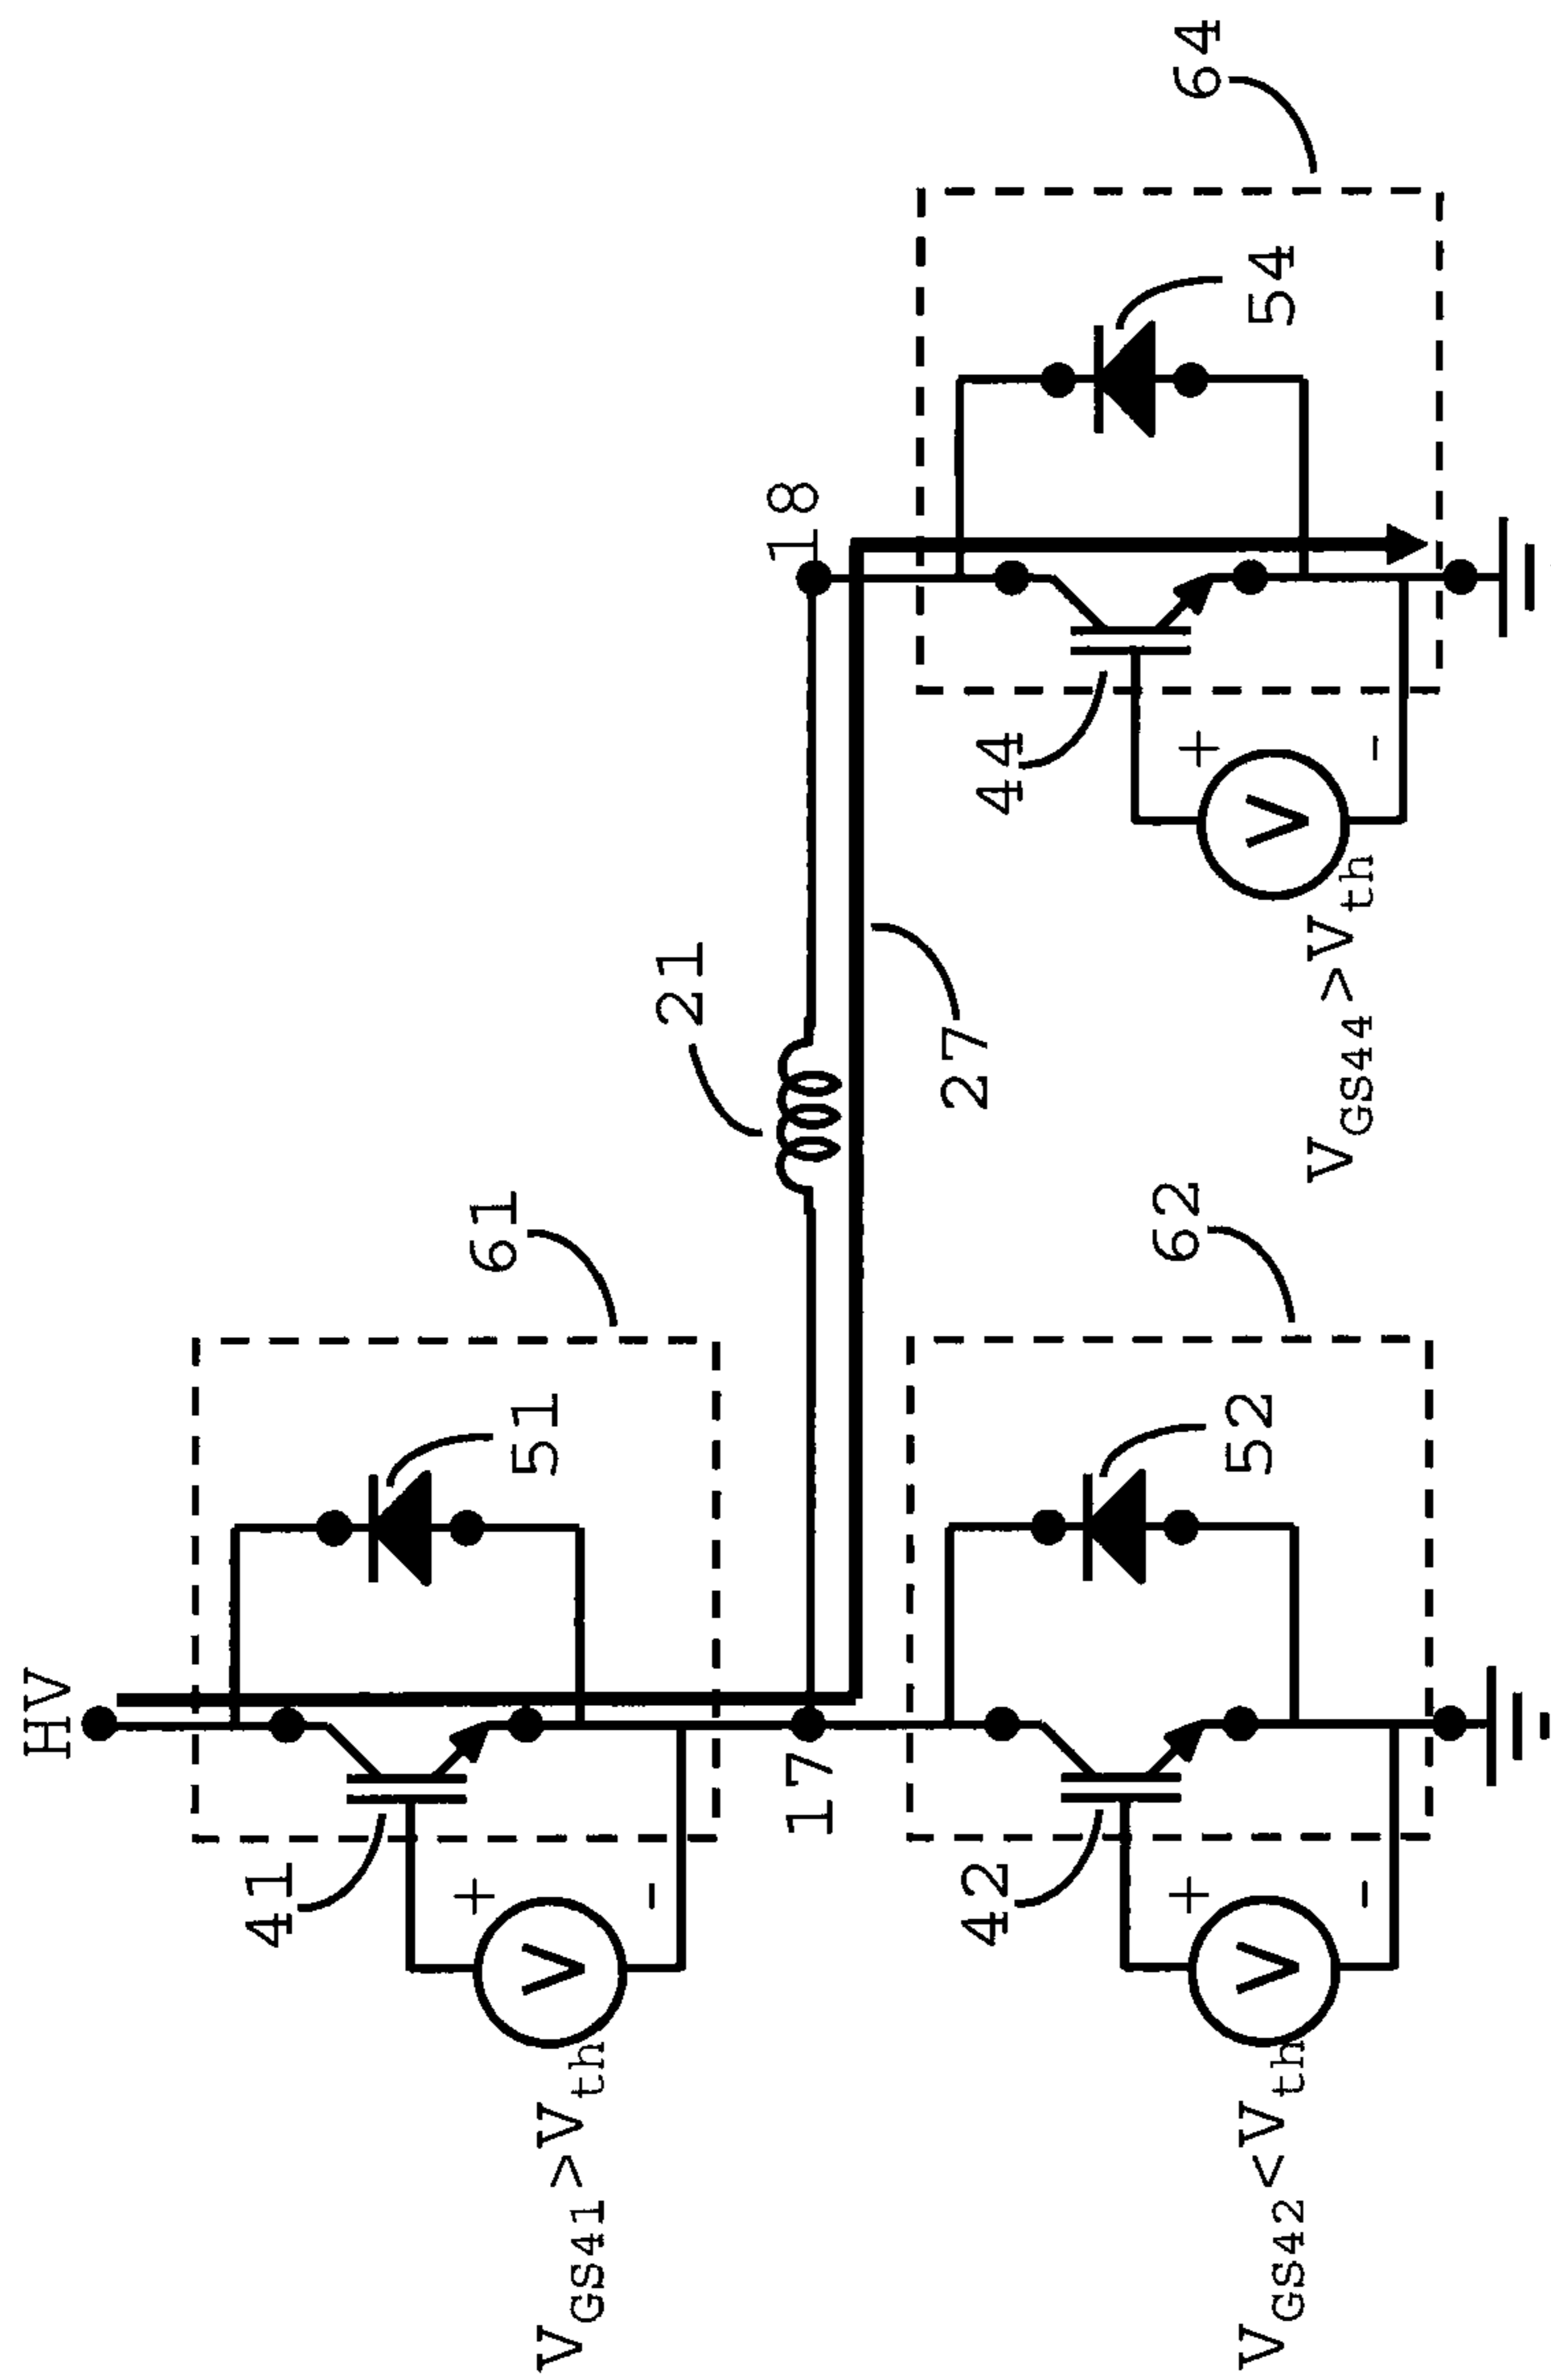 HV
61
41
51
+
V
-
V_GS41>V_th
17
21
18
27
62
42
52
+
V
-
V_GS42<V_th
64
44
54
+
V
-
V_GS44>V_th